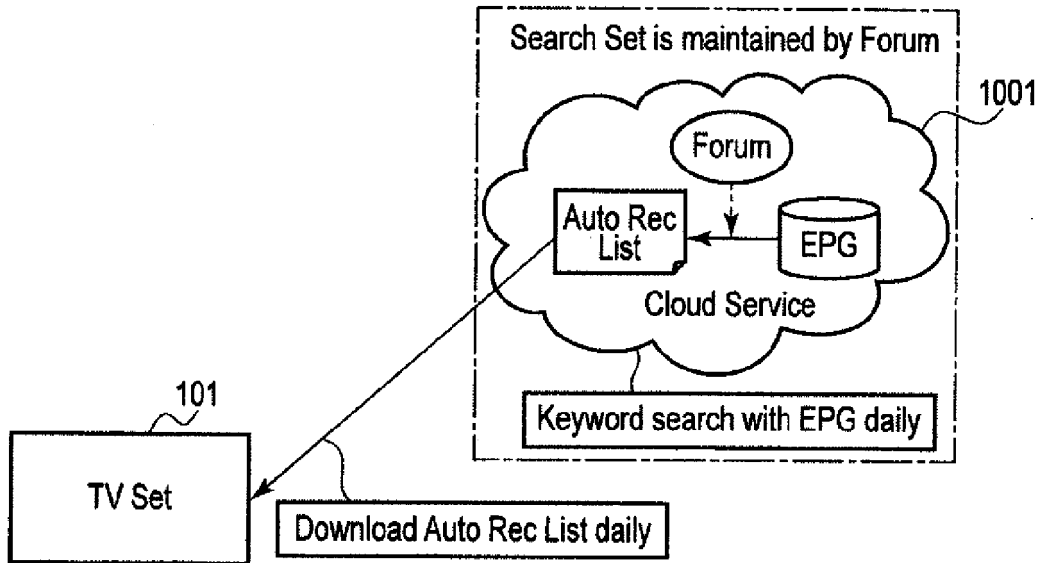 Search Set is maintained by Forum
1001
Forum
Auto Rec
List
EPG
Cloud Service
Keyword search with EPG daily
101
TV Set
Download Auto Rec List daily